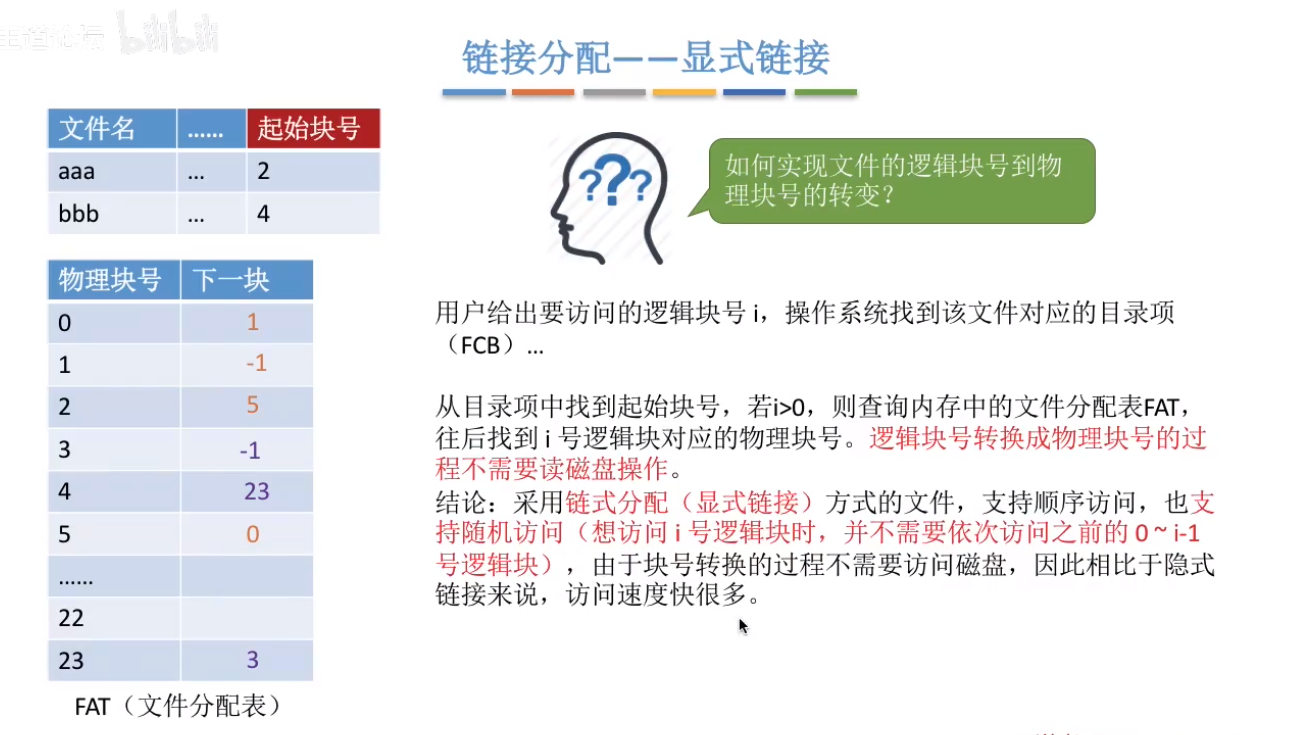 王道论坛 bilibili
链接分配——显式链接
文件名 …… 起始块号
aaa … 2
bbb … 4
???
如何实现文件的逻辑块号到物
理块号的转变？
物理块号 下一块
0 1
1 -1
2 5
3 -1
4 23
5 0
……
22
23 3
FAT（文件分配表）
用户给出要访问的逻辑块号 i，操作系统找到该文件对应的目录项
（FCB）…
从目录项中找到起始块号，若i>0，则查询内存中的文件分配表FAT，
往后找到 i 号逻辑块对应的物理块号。逻辑块号转换成物理块号的过
程不需要读磁盘操作。
结论：采用链式分配（显式链接）方式的文件，支持顺序访问，也支
持随机访问（想访问 i 号逻辑块时，并不需要依次访问之前的 0 ~ i-1
号逻辑块），由于块号转换的过程不需要访问磁盘，因此相比于隐式
链接来说，访问速度快很多。